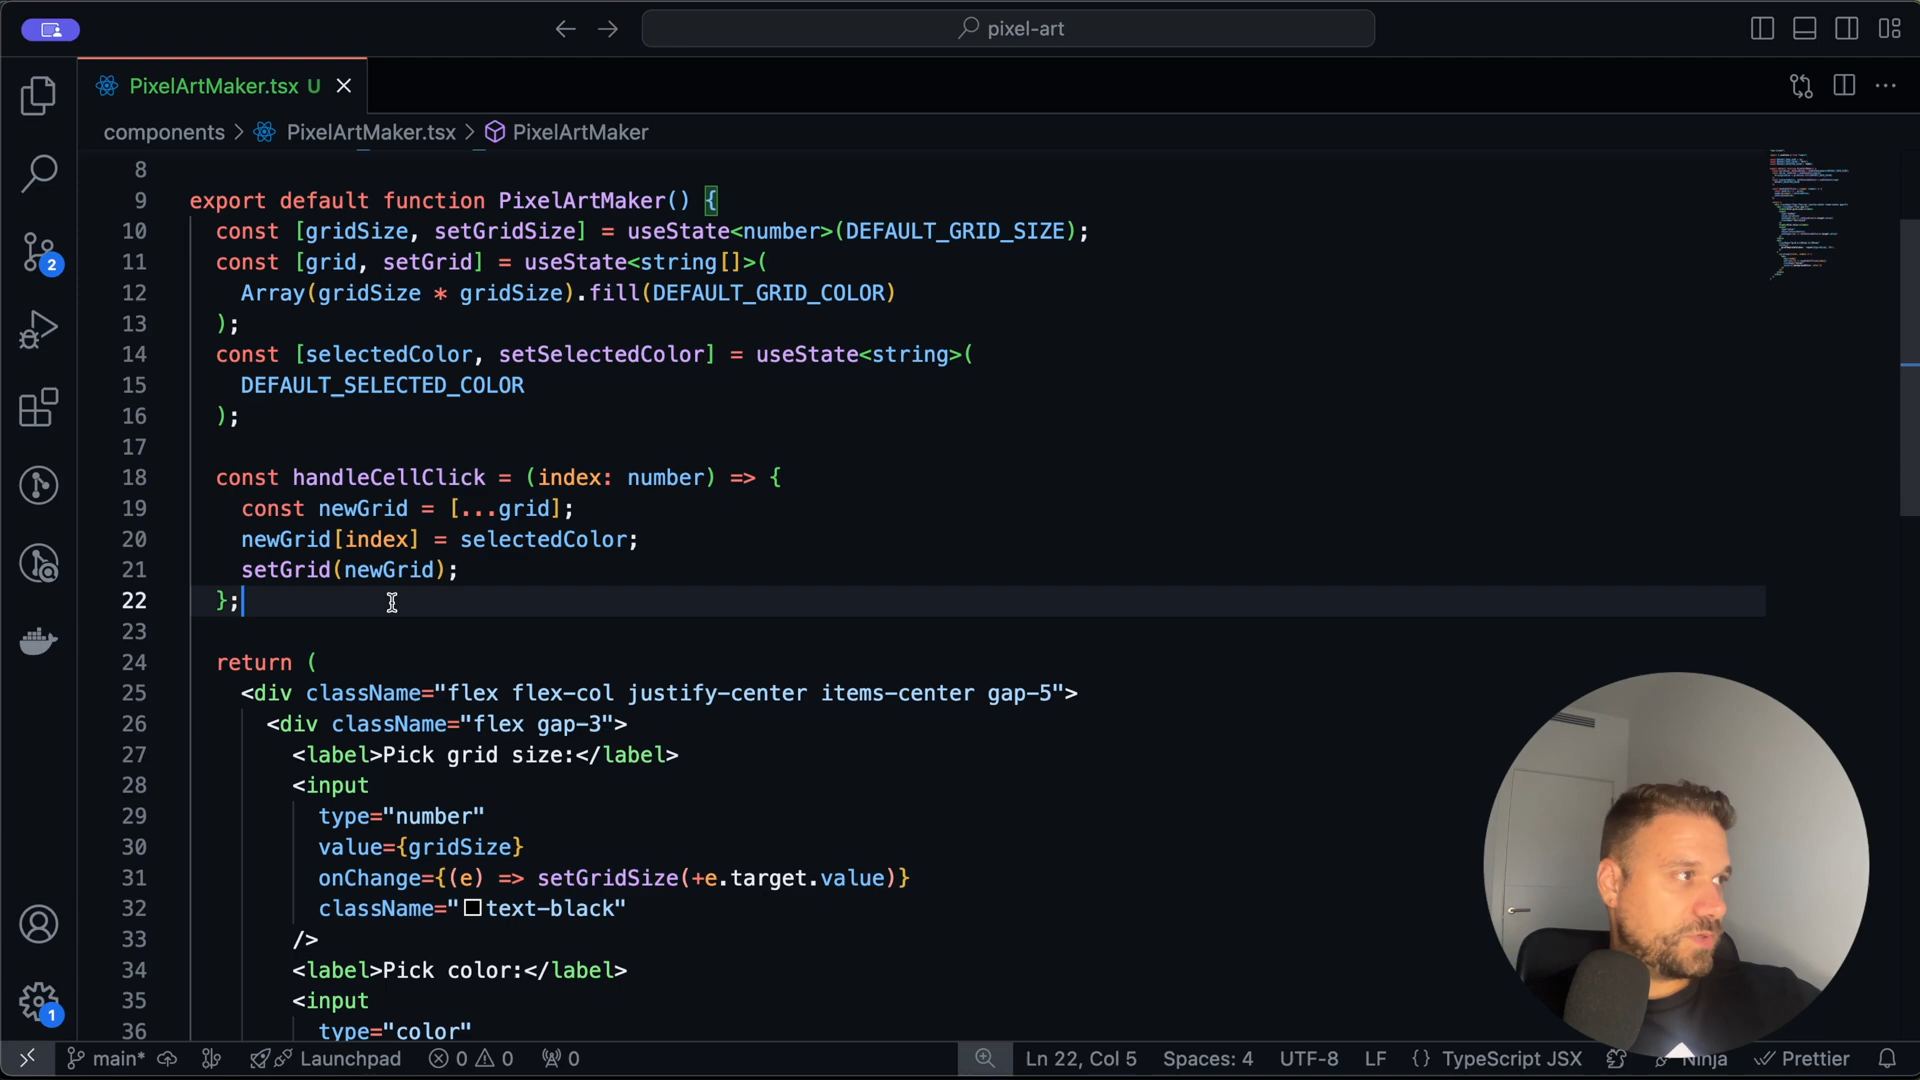 pixel-art
PixelArtMaker.tsx U
components > PixelArtMaker.tsx > PixelArtMaker
8
9 export default function PixelArtMaker() {
10 const [gridSize, setGridSize] = useState<number>(DEFAULT_GRID_SIZE);
11 const [grid, setGrid] = useState<string[]>(
12 Array(gridSize * gridSize).fill(DEFAULT_GRID_COLOR)
13 );
14 const [selectedColor, setSelectedColor] = useState<string>(
15 DEFAULT_SELECTED_COLOR
16 );
17
18 const handleCellClick = (index: number) => {
19 const newGrid = [...grid];
20 newGrid[index] = selectedColor;
21 setGrid(newGrid);
22 };
23
24 return (
25 <div className="flex flex-col justify-center items-center gap-5">
26 <div className="flex gap-3">
27 <label>Pick grid size:</label>
28 <input
29 type="number"
30 value={gridSize}
31 onChange={(e) => setGridSize(+e.target.value)}
32 className="text-black"
33 />
34 <label>Pick color:</label>
35 <input
36 type="color"
2
1
main* Launchpad 0 0 0 Ln 22, Col 5 Spaces: 4 UTF-8 LF {} TypeScript JSX Ninja Prettier